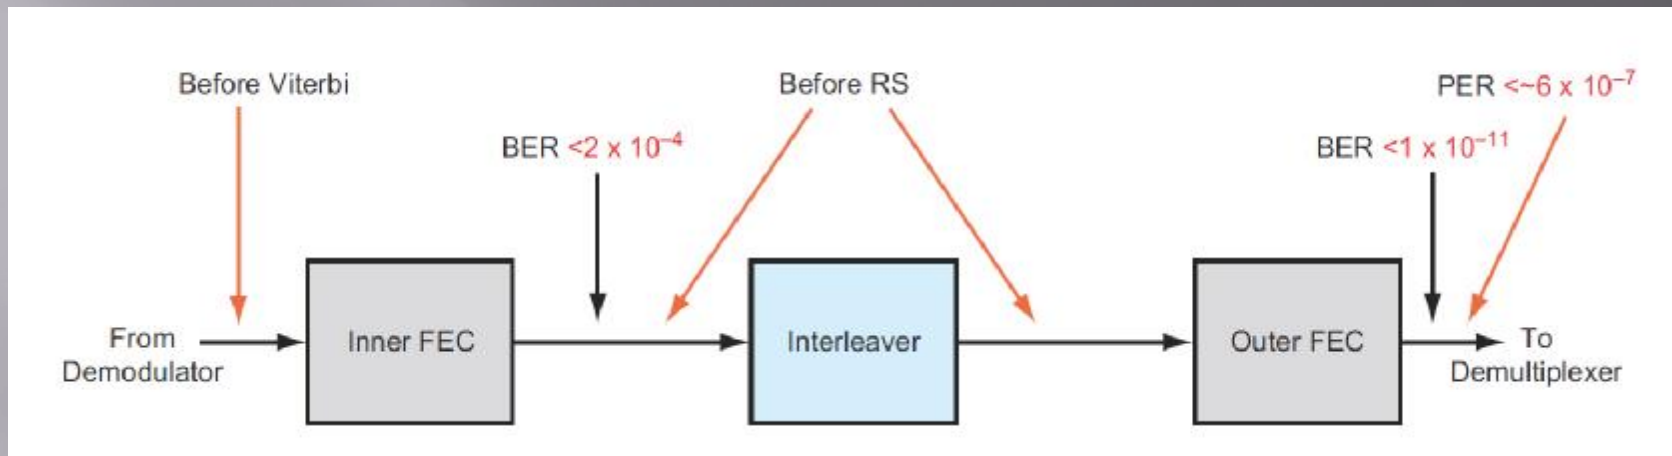 Before Viterbi
Before RS
PER <~6 x 10⁻⁷
BER <2 x 10⁻⁴
BER <1 x 10⁻¹¹
From
Demodulator
Inner FEC
Interleaver
Outer FEC
To
Demultiplexer